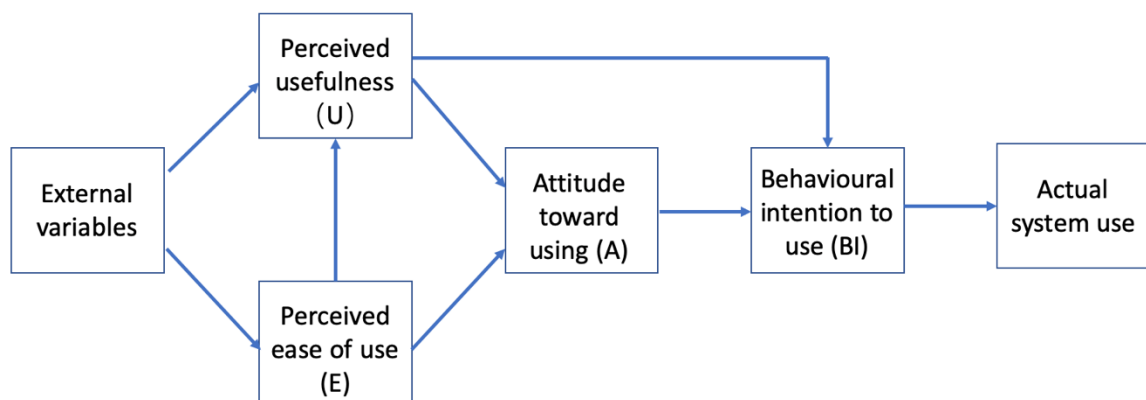 Perceived
usefulness
(U)
External
variables
Perceived
ease of use
(E)
Attitude
toward
using (A)
Behavioural
intention to
use (BI)
Actual
system use